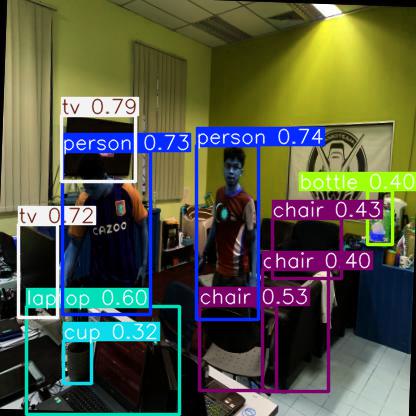 tv 0.79
person 0.73
person 0.74
bottle 0.40
tv 0.72
chair 0.43
CAZOO
chair 0.40
laptop 0.60
chair 0.53
cup 0.32